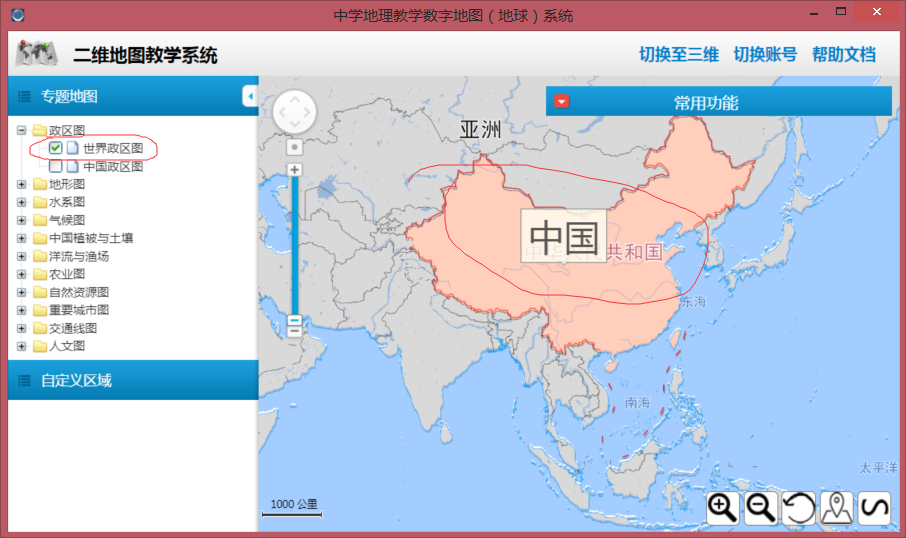 中学地理教学数字地图（地球）系统
二维地图教学系统
切换至三维 切换账号 帮助文档
专题地图
常用功能
政区图
世界政区图
中国政区图
地形图
水系图
气候图
中国植被与土壤
洋流与渔场
农业图
自然资源图
重要城市图
交通线图
人文图
自定义区域
亚洲
中国
共和国
东海
南海
太平洋
1000 公里